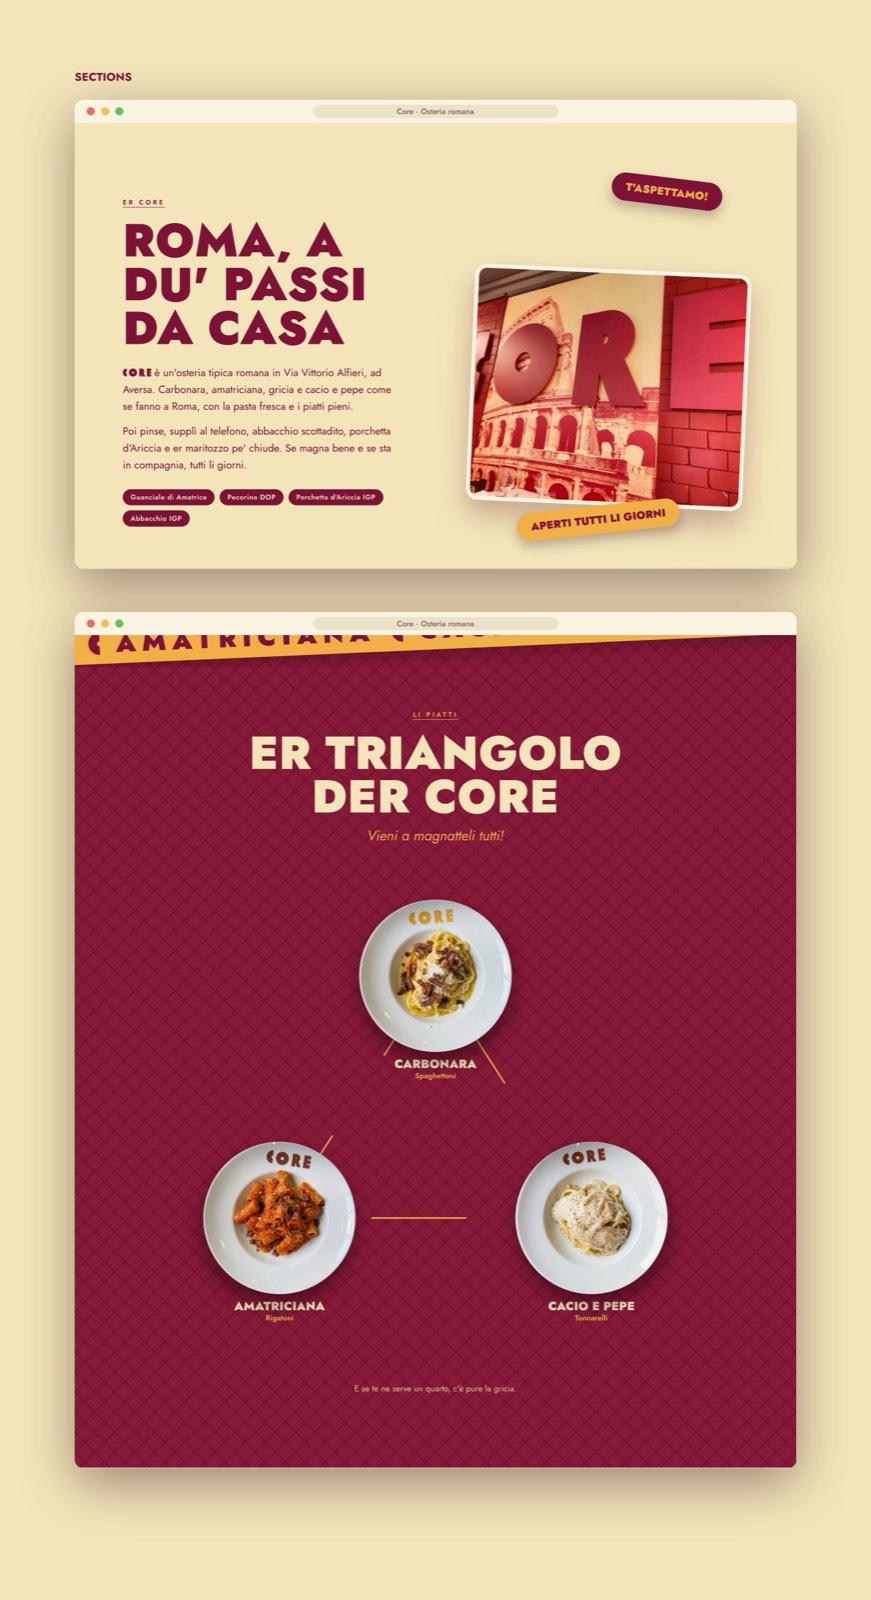 SECTIONS
Core - Osteria romana
T'ASPETTAMO!
ER CORE
ROMA, A
DU' PASSI
DA CASA
CORE è un'osteria tipica romana in Via Vittorio Alfieri, ad
Aversa. Carbonara, amatriciana, gricia e cacio e pepe come
se fanno a Roma, con la pasta fresca e i piatti pieni.
Poi pinse, supplì al telefono, abbacchio scottadito, porchetta
d'Ariccia e er maritozzo pe' chiude. Se magna bene e se sta
in compagnia, tutti li giorni.
Guanciale di Amatrice
Pecorino DOP
Porchetta d'Ariccia IGP
Abbacchio IGP
ORE
APERTI TUTTI LI GIORNI
Core - Osteria romana
AMATRICIANA
LI PIATTI
ER TRIANGOLO
DER CORE
Vieni a magnatteli tutti!
CORE
CARBONARA
Spaghettoni
CORE
AMATRICIANA
Rigatoni
CORE
CACIO E PEPE
Tonnarelli
E se te ne serve un quarto, c'è pure la gricia.